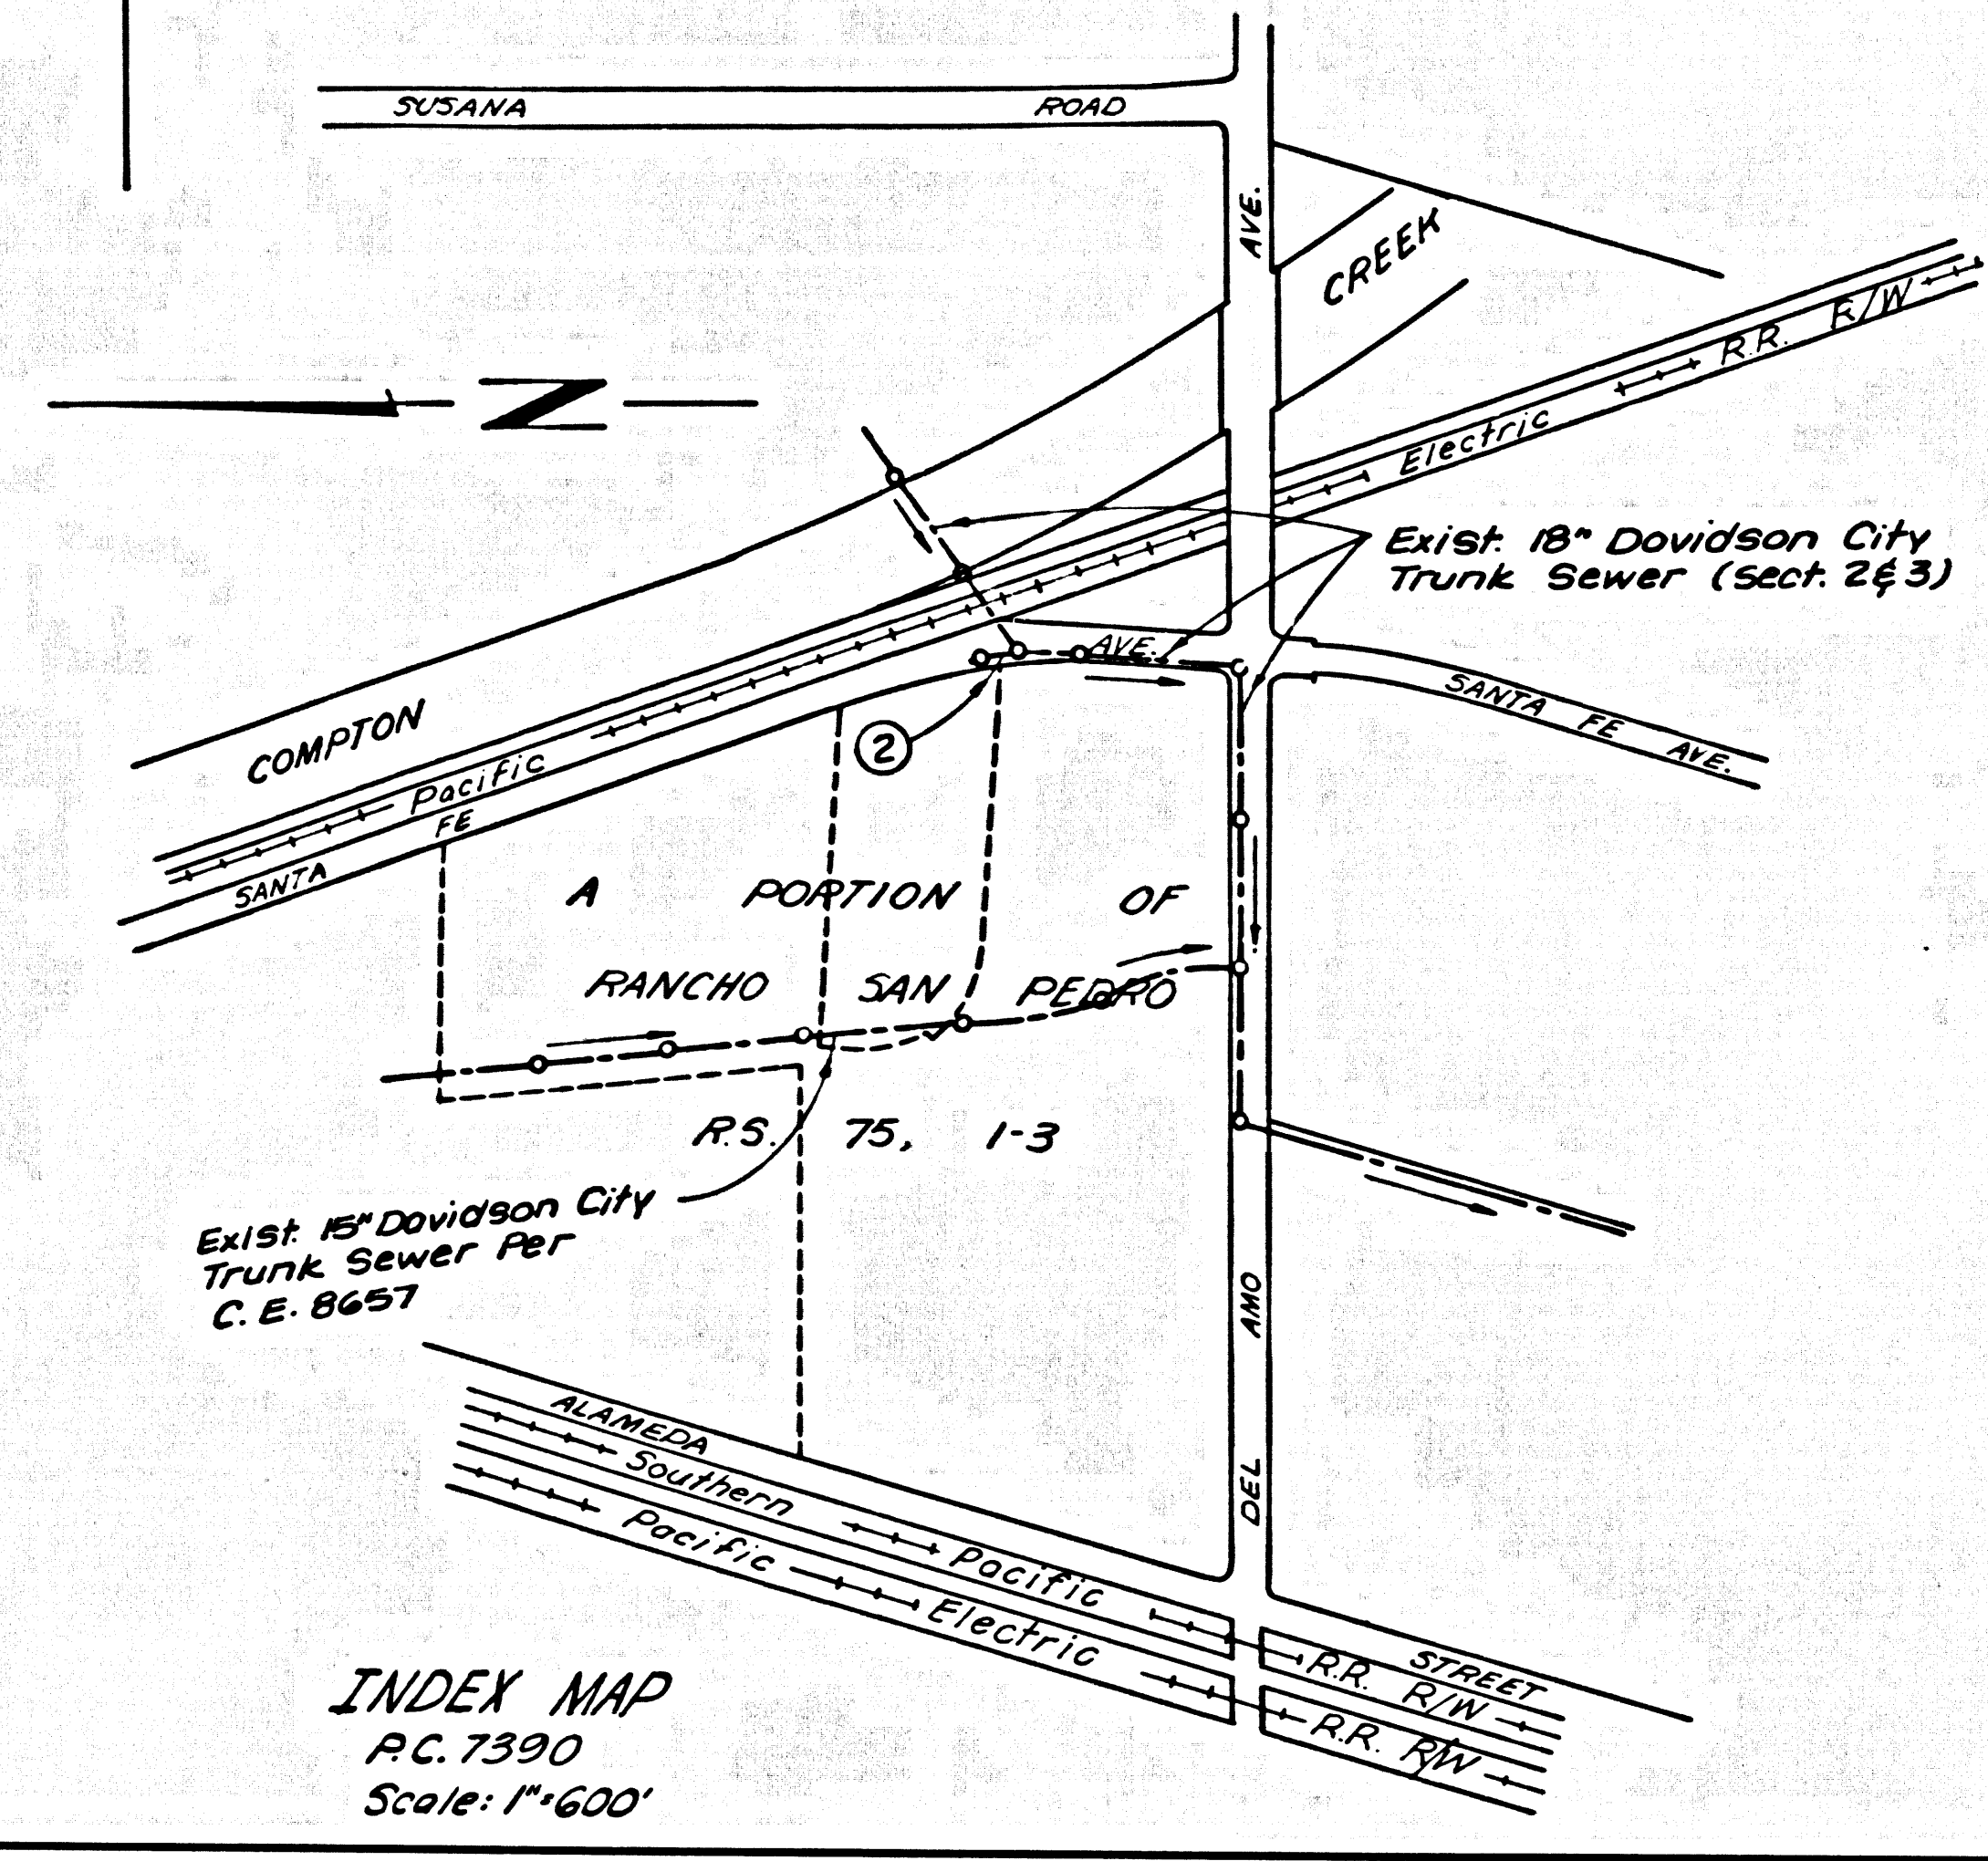 SUSANA ROAD
AVE.
CREEK
N
R.R. R/W
Electric
Exist. 18" Davidson City
Trunk Sewer (Sect. 2 & 3)
AVE.
SANTA FE AVE.
COMPTON
2
Pacific
FE
SANTA
A PORTION OF
RANCHO SAN PEDRO
R.S. 75, 1-3
Exist. 15" Davidson City
Trunk Sewer Per
C.E. 8657
AMO
DEL
ALAMEDA
Southern Pacific
R.R. R/W
STREET
Pacific Electric
R.R. R/W
INDEX MAP
P.C. 7390
Scale: 1"=600'